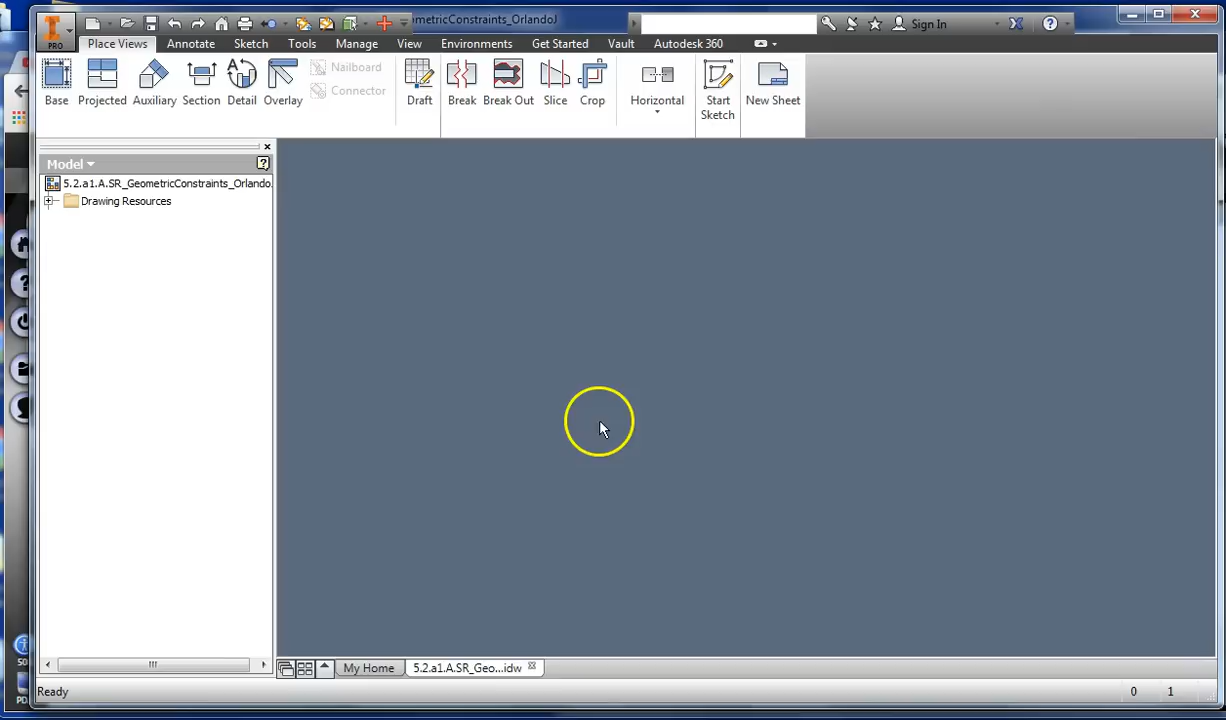 ometricConstraints_OrlandoJ
Sign In
PRO
Place Views Annotate Sketch Tools Manage View Environments Get Started Vault Autodesk 360
Base Projected Auxiliary Section Detail Overlay Nailboard Connector Draft Break Break Out Slice Crop Horizontal Start Sketch New Sheet
Model
5.2.a1.A.SR_GeometricConstraints_Orlando.
Drawing Resources
My Home 5.2.a1.A.SR_Geo...idw
Ready 0 1